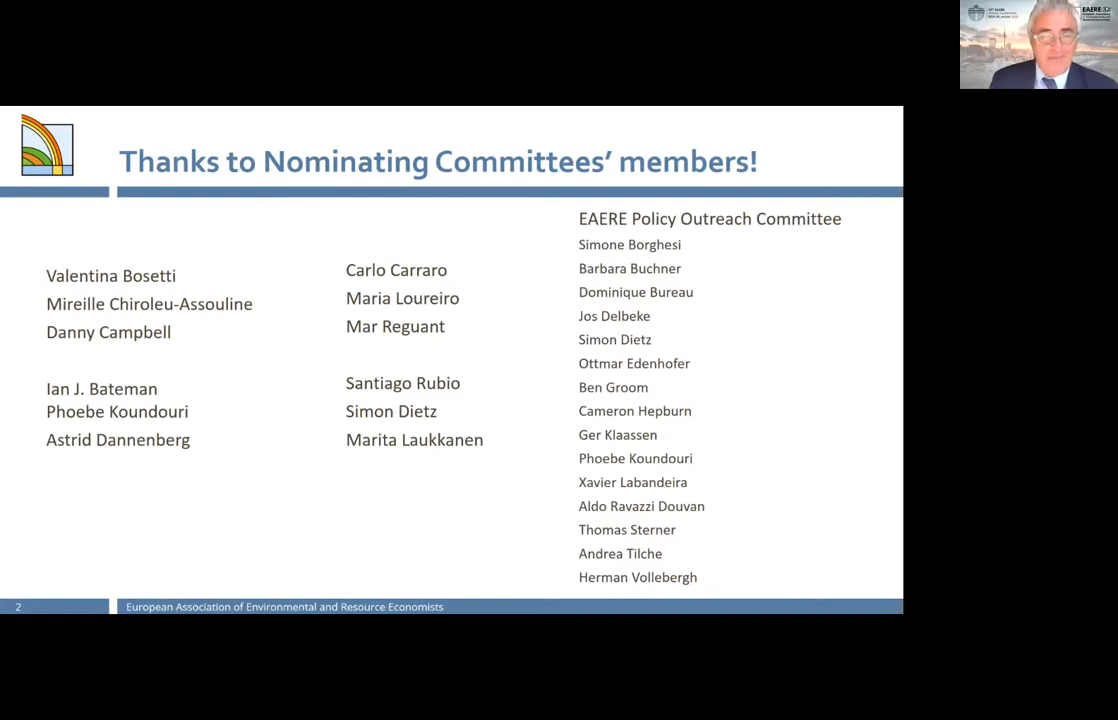 Thanks to Nominating Committees' members!
Valentina Bosetti
Mireille Chiroleu-Assouline
Danny Campbell
Ian J. Bateman
Phoebe Koundouri
Astrid Dannenberg
Carlo Carraro
Maria Loureiro
Mar Reguant
Santiago Rubio
Simon Dietz
Marita Laukkanen
EAERE Policy Outreach Committee
Simone Borghesi
Barbara Buchner
Dominique Bureau
Jos Delbeke
Simon Dietz
Ottmar Edenhofer
Ben Groom
Cameron Hepburn
Ger Klaassen
Phoebe Koundouri
Xavier Labandeira
Aldo Ravazzi Douvan
Thomas Sterner
Andrea Tilche
Herman Vollebergh
2
European Association of Environmental and Resource Economists
EAERE